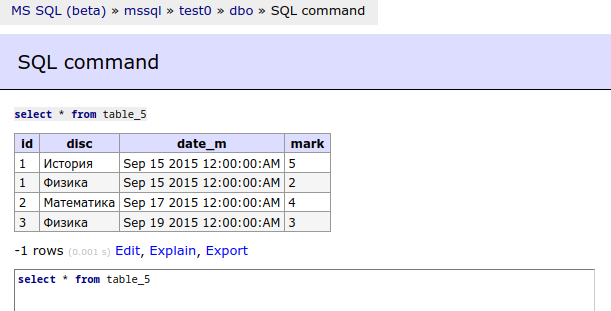 MS SQL (beta) » mssql » test0 » dbo » SQL command
SQL command
select * from table_5
id disc date_m mark
1 История Sep 15 2015 12:00:00:AM 5
1 Физика Sep 15 2015 12:00:00:AM 2
2 Математика Sep 17 2015 12:00:00:AM 4
3 Физика Sep 19 2015 12:00:00:AM 3
-1 rows (0.001 s) Edit, Explain, Export
select * from table_5